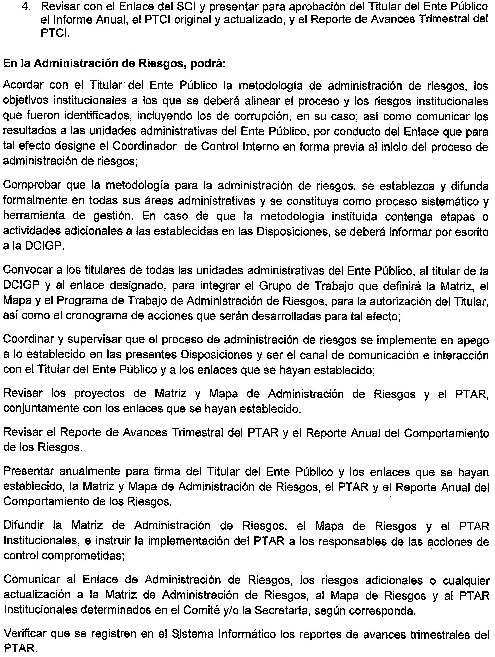 4. Revisar con el Enlace del SCI y presentar para aprobación del Titular del Ente Público
el Informe Anual, el PTCI original y actualizado, y el Reporte de Avances Trimestral del
PTCI.
En la Administración de Riesgos, podrá:
Acordar con el Titular del Ente Público la metodología de administración de riesgos, los
objetivos institucionales a los que se deberá alinear el proceso y los riesgos institucionales
que fueron identificados, incluyendo los de corrupción, en su caso; así como comunicar los
resultados a las unidades administrativas del Ente Público, por conducto del Enlace que para
tal efecto designe el Coordinador de Control Interno en forma previa al inicio del proceso de
administración de riesgos;
Comprobar que la metodología para la administración de riesgos, se establezca y difunda
formalmente en todas sus áreas administrativas y se constituya como proceso sistemático y
herramienta de gestión. En caso de que la metodología instituida contenga etapas o
actividades adicionales a las establecidas en las Disposiciones, se deberá informar por escrito
a la DCIGP.
Convocar a los titulares de todas las unidades administrativas del Ente Público, al titular de la
DCIGP y al enlace designado, para integrar el Grupo de Trabajo que definirá la Matriz, el
Mapa y el Programa de Trabajo de Administración de Riesgos, para la autorización del Titular,
así como el cronograma de acciones que serán desarrolladas para tal efecto;
Coordinar y supervisar que el proceso de administración de riesgos se implemente en apego
a lo establecido en las presentes Disposiciones y ser el canal de comunicación e interacción
con el Titular del Ente Público y a los enlaces que se hayan establecido;
Revisar los proyectos de Matriz y Mapa de Administración de Riesgos y el PTAR,
conjuntamente con los enlaces que se hayan establecido.
Revisar el Reporte de Avances Trimestral del PTAR y el Reporte Anual del Comportamiento
de los Riesgos.
Presentar anualmente para firma del Titular del Ente Público y los enlaces que se hayan
establecido, la Matriz y Mapa de Administración de Riesgos, el PTAR y el Reporte Anual del
Comportamiento de los Riesgos.
Difundir la Matriz de Administración de Riesgos, el Mapa de Riesgos y el PTAR
Institucionales, e instruir la implementación del PTAR a los responsables de las acciones de
control comprometidas;
Comunicar al Enlace de Administración de Riesgos, los riesgos adicionales o cualquier
actualización a la Matriz de Administración de Riesgos, al Mapa de Riesgos y al PTAR
Institucionales determinados en el Comité y/o la Secretaría, según corresponda.
Verificar que se registren en el Sistema Informático los reportes de avances trimestrales del
PTAR.